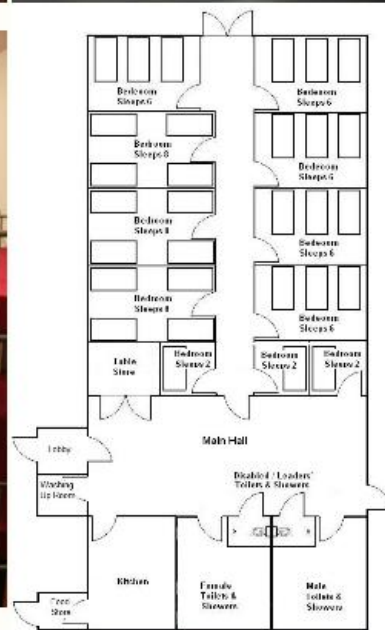 Bedroom
Sleeps 6
Bedroom
Sleeps 6
Bedroom
Sleeps 8
Bedroom
Sleeps 6
Bedroom
Sleeps 8
Bedroom
Sleeps 6
Bedroom
Sleeps 8
Bedroom
Sleeps 6
Table
Store
Bedroom
Sleeps 2
Bedroom
Sleeps 2
Bedroom
Sleeps 2
Main Hall
Lobby
Washing
Up Room
Disabled / Leaders'
Toilets & Showers
Kitchen
Female
Toilets &
Showers
Male
Toilets &
Showers
Food
Store